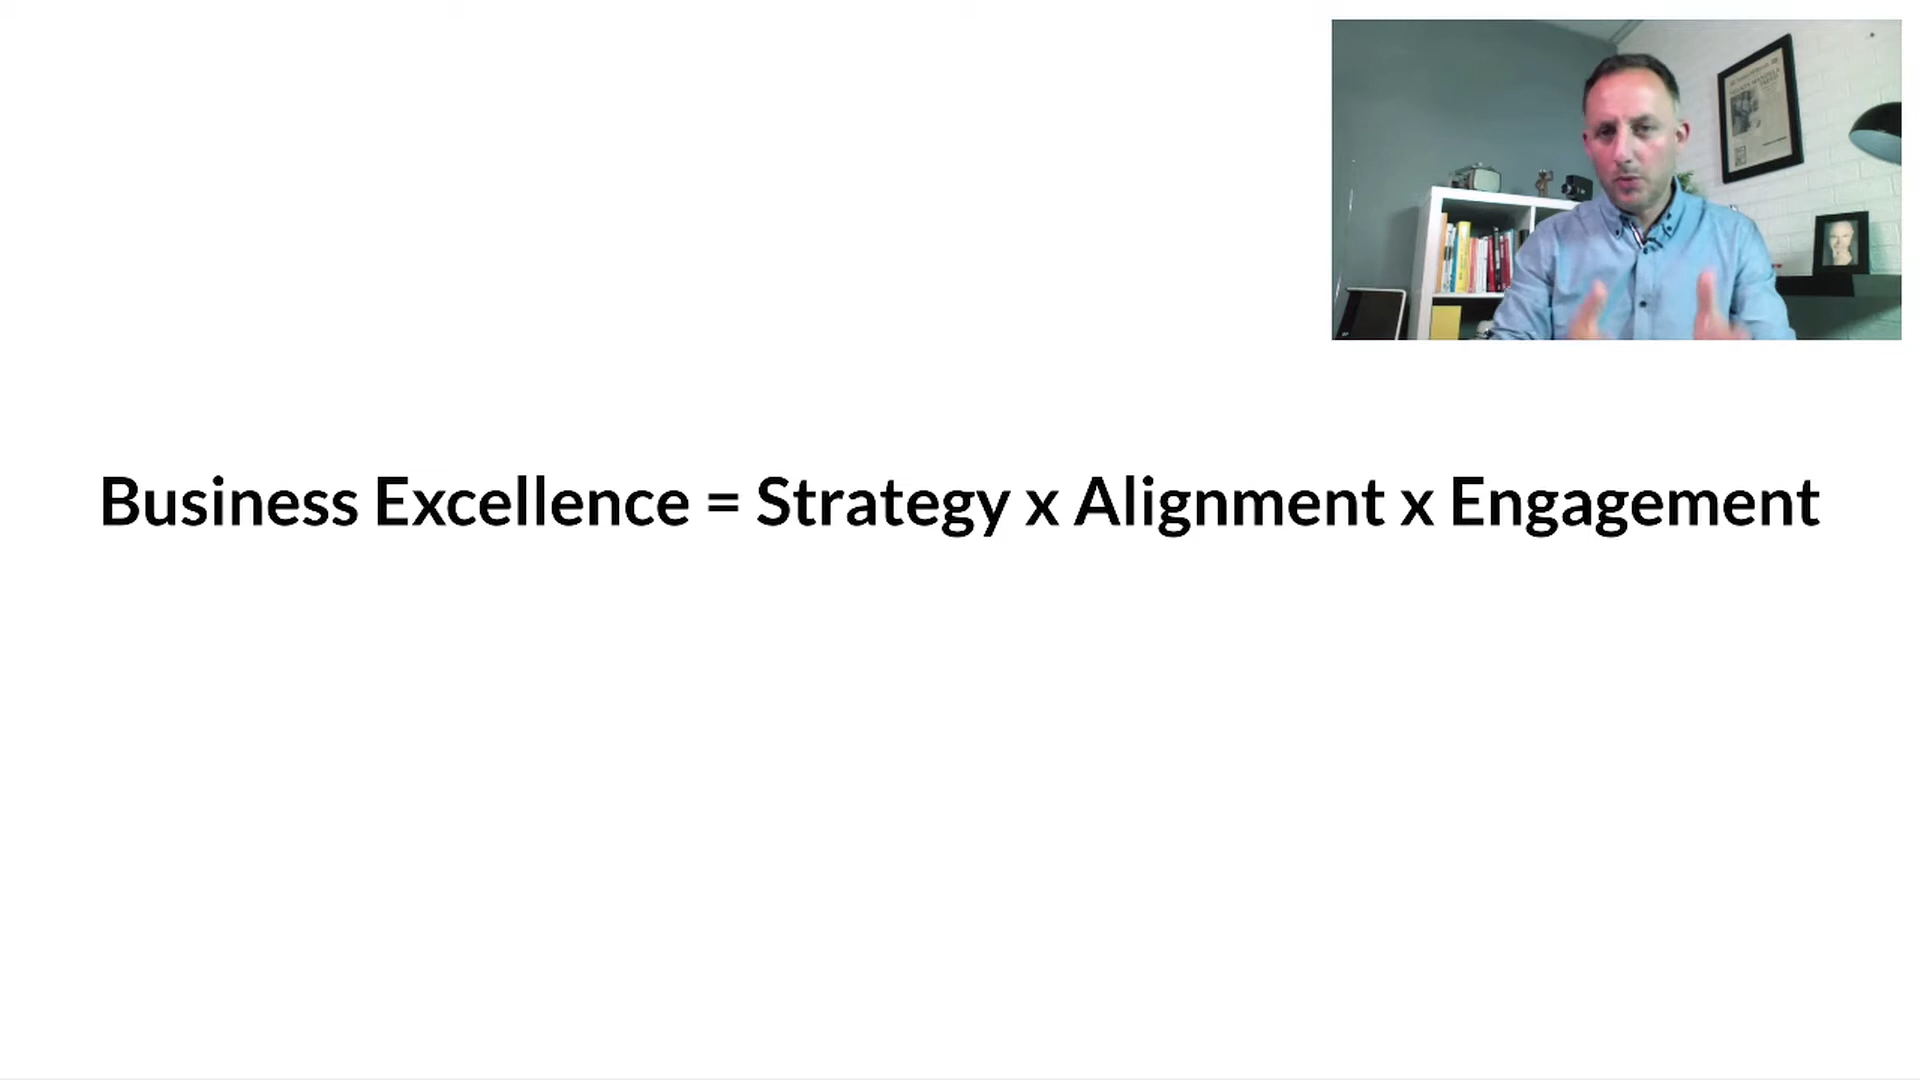 Business Excellence = Strategy x Alignment x Engagement